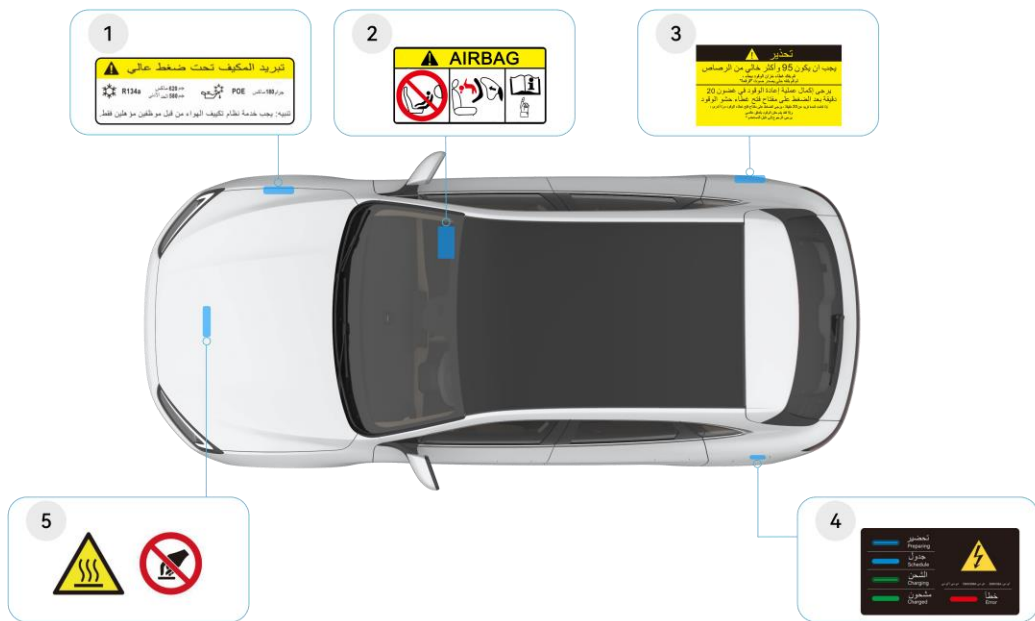 1
تبريد المكيف تحت ضغط عالي
R134a
POE
تنبيه: يجب خدمة نظام تكييف الهواء من قبل موظفين مؤهلين فقط.
2
AIRBAG
3
تحذير
يجب ان يكون 95 وأكثر خالي من الرصاص
يرجى إكمال عملية إعادة الوقود في غضون 20
دقيقة بعد الضغط على مفتاح فتح غطاء حشو الوقود
5
4
تحضير
Preparing
جدول
Schedule
الشحن
Charging
مشحون
Charged
خطأ
Error